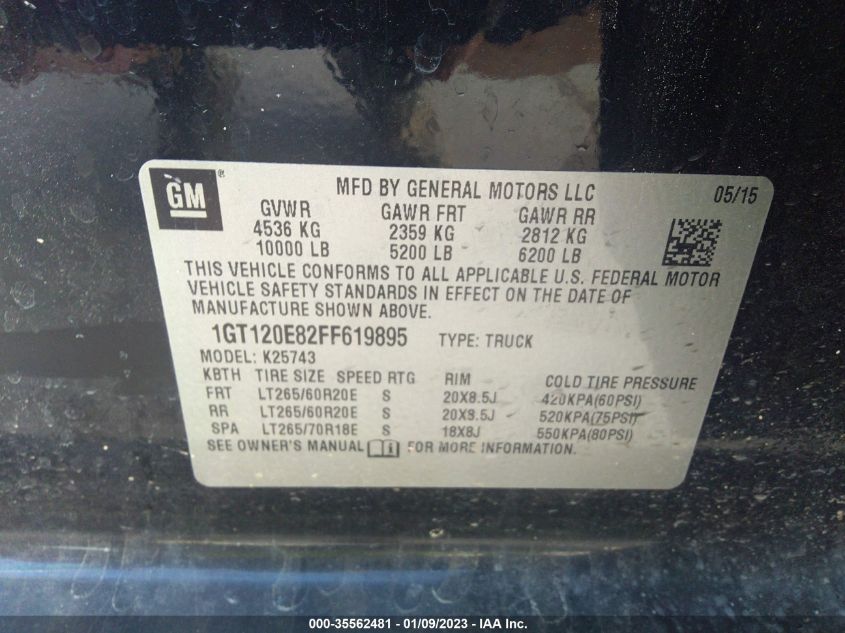 GM ®
MFD BY GENERAL MOTORS LLC 05/15
GVWR GAWR FRT GAWR RR
4536 KG 2359 KG 2812 KG
10000 LB 5200 LB 6200 LB
THIS VEHICLE CONFORMS TO ALL APPLICABLE U.S. FEDERAL MOTOR
VEHICLE SAFETY STANDARDS IN EFFECT ON THE DATE OF
MANUFACTURE SHOWN ABOVE.
1GT120E82FF619895 TYPE: TRUCK
MODEL: K25743
KBTH TIRE SIZE SPEED RTG RIM COLD TIRE PRESSURE
FRT LT265/60R20E S 20X8.5J 420KPA(60PSI)
RR LT265/60R20E S 20X8.5J 520KPA(75PSI)
SPA LT265/70R18E S 18X8J 550KPA(80PSI)
SEE OWNER'S MANUAL FOR MORE INFORMATION.
000-35562481 - 01/09/2023 - IAA Inc.